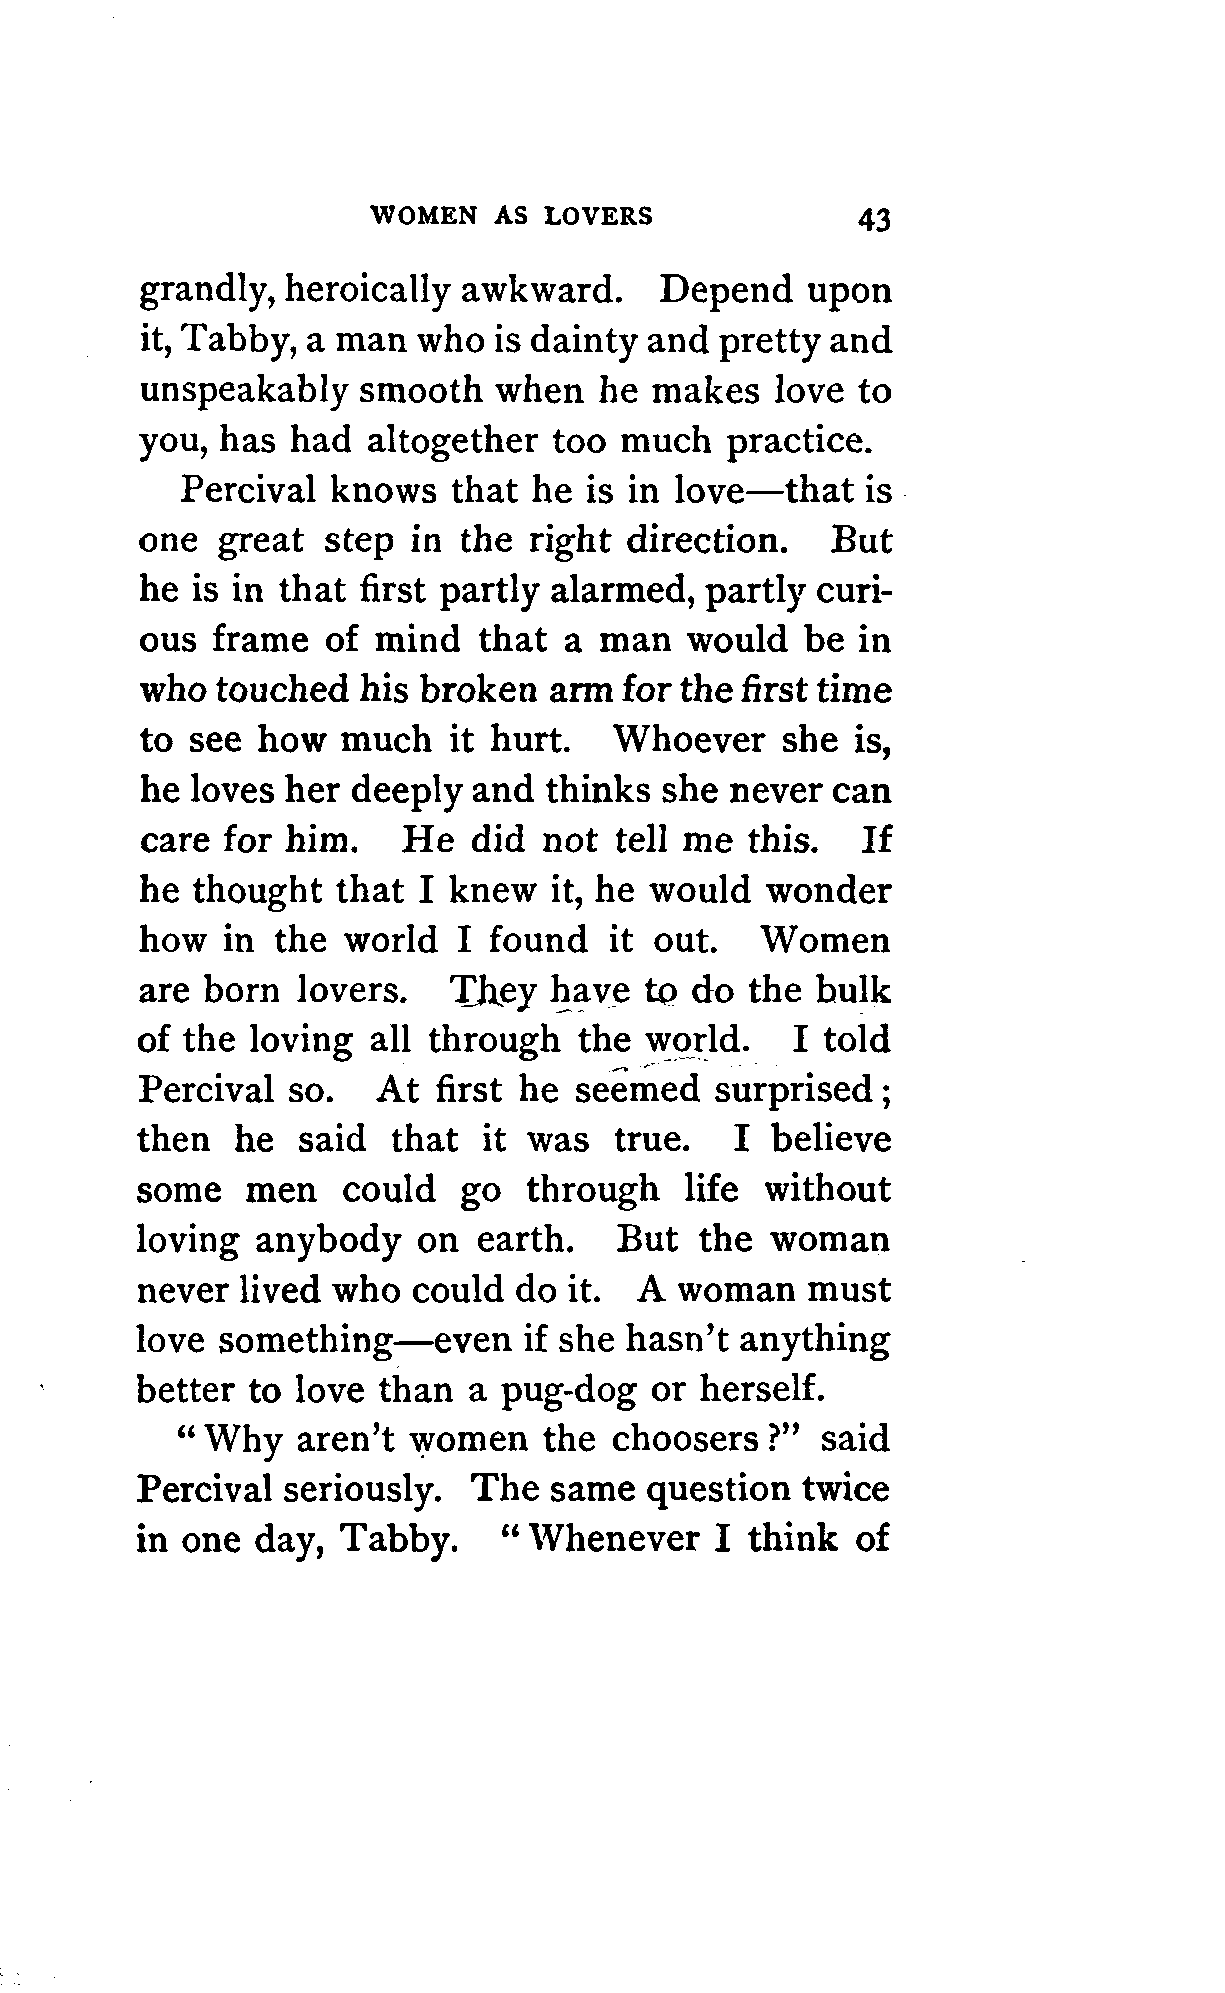 WOMEN AS LOVERS 43
grandly, heroically awkward. Depend upon
it, Tabby, a man who is dainty and pretty and
unspeakably smooth when he makes love to
you, has had altogether too much practice.
Percival knows that he is in love—that is
one great step in the right direction. But
he is in that first partly alarmed, partly curi-
ous frame of mind that a man would be in
who touched his broken arm for the first time
to see how much it hurt. Whoever she is,
he loves her deeply and thinks she never can
care for him. He did not tell me this. If
he thought that I knew it, he would wonder
how in the world I found it out. Women
are born lovers. They have to do the bulk
of the loving all through the world. I told
Percival so. At first he seemed surprised;
then he said that it was true. I believe
some men could go through life without
loving anybody on earth. But the woman
never lived who could do it. A woman must
love something—even if she hasn't anything
better to love than a pug-dog or herself.
"Why aren't women the choosers?" said
Percival seriously. The same question twice
in one day, Tabby. "Whenever I think of